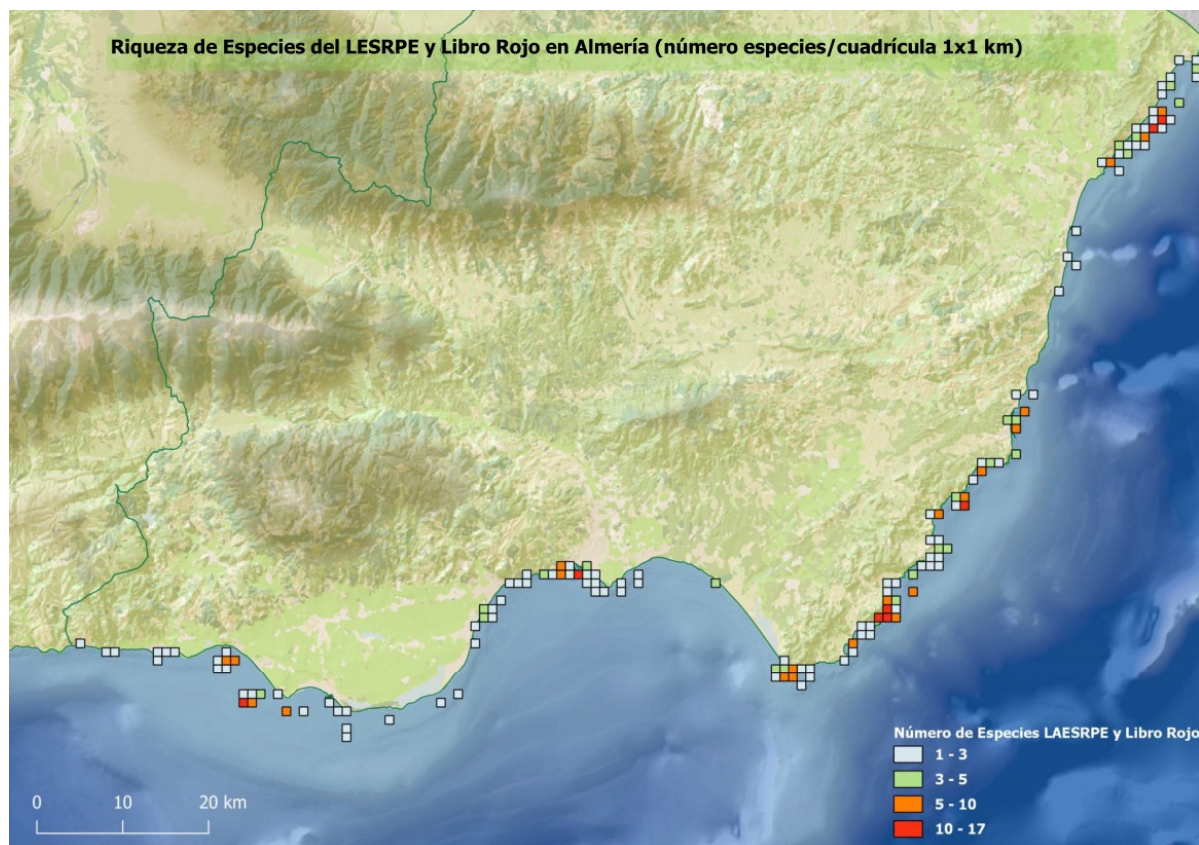 Riqueza de Especies del LESRPE y Libro Rojo en Almería (número especies/cuadrícula 1x1 km)
Número de Especies LAESRPE y Libro Rojo
1 - 3
3 - 5
5 - 10
10 - 17
0 10 20 km